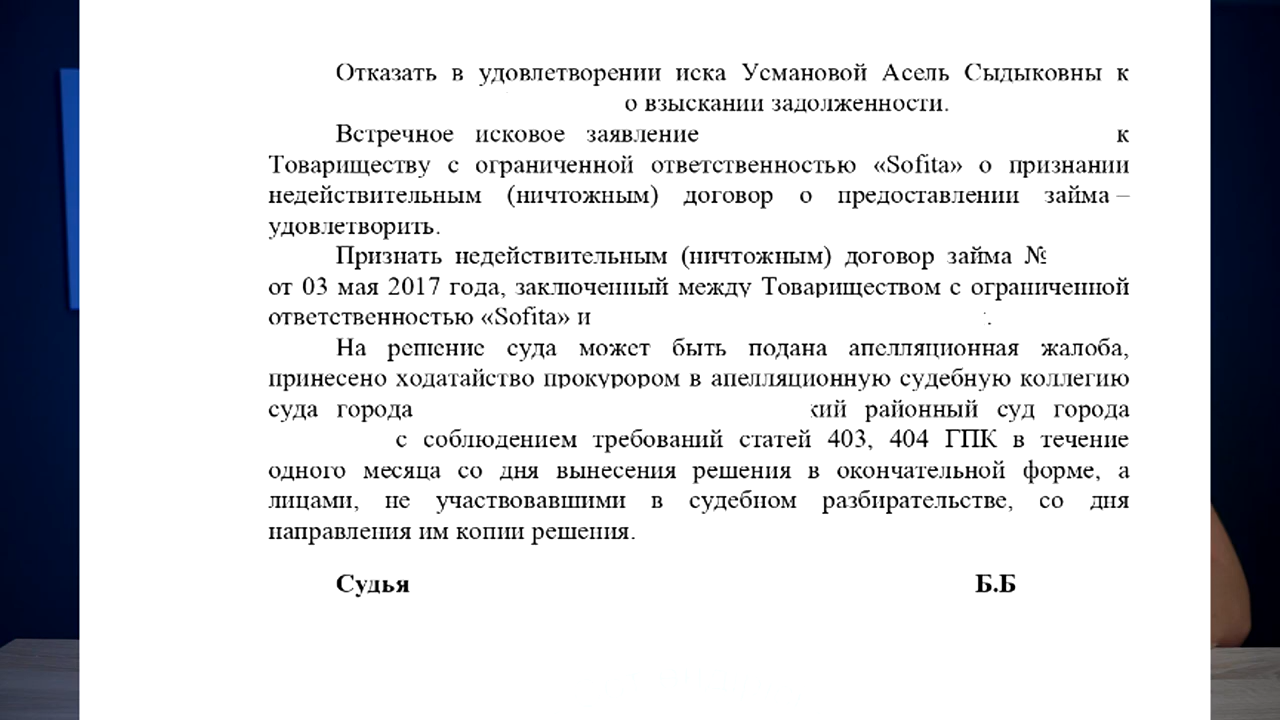 Отказать в удовлетворении иска Усмановой Асель Сыдыковны к
о взыскании задолженности.
Встречное исковое заявление к
Товариществу с ограниченной ответственностью «Sofita» о признании
недействительным (ничтожным) договор о предоставлении займа –
удовлетворить.
Признать недействительным (ничтожным) договор займа №
от 03 мая 2017 года, заключенный между Товариществом с ограниченной
ответственностью «Sofita» и .
На решение суда может быть подана апелляционная жалоба,
принесено ходатайство прокурором в апелляционную судебную коллегию
суда города кий районный суд города
с соблюдением требований статей 403, 404 ГПК в течение
одного месяца со дня вынесения решения в окончательной форме, а
лицами, не участвовавшими в судебном разбирательстве, со дня
направления им копии решения.
Судья Б.Б